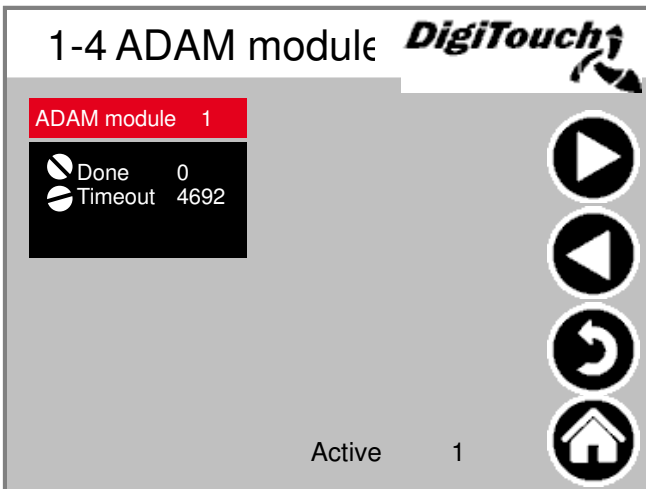 1-4 ADAM module
DigiTouch
ADAM module 1
Done 0
Timeout 4692
Active 1